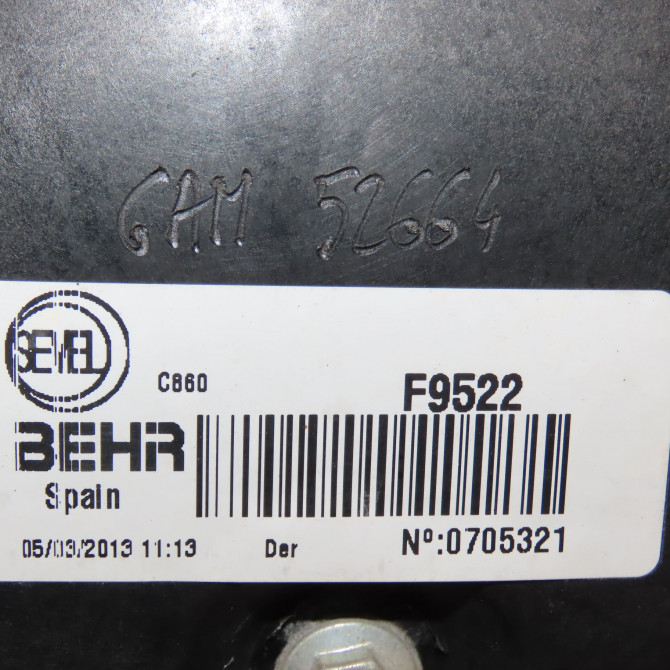 GAM 52664
SEVEL
C860 F9522
BEHR
Spain
05/03/2013 11:13 Der Nº:0705321